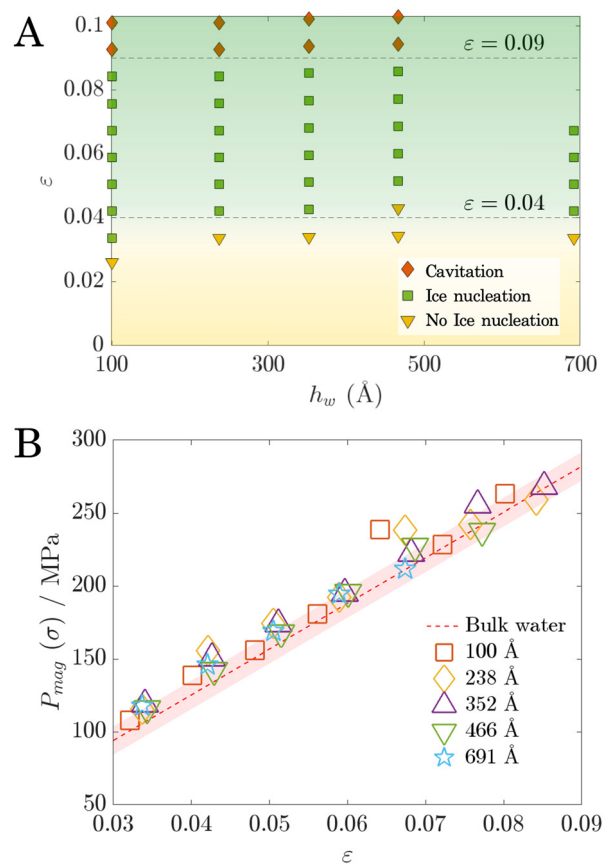 A
0.1
ε = 0.09
0.08
0.06
ε
ε = 0.04
0.04
Cavitation
0.02
Ice nucleation
No Ice nucleation
0
100
300
500
700
h_w (Å)
B
300
250
200
150
100
50
P_mag (σ) / MPa
Bulk water
100 Å
238 Å
352 Å
466 Å
691 Å
0.03 0.04 0.05 0.06 0.07 0.08 0.09
ε